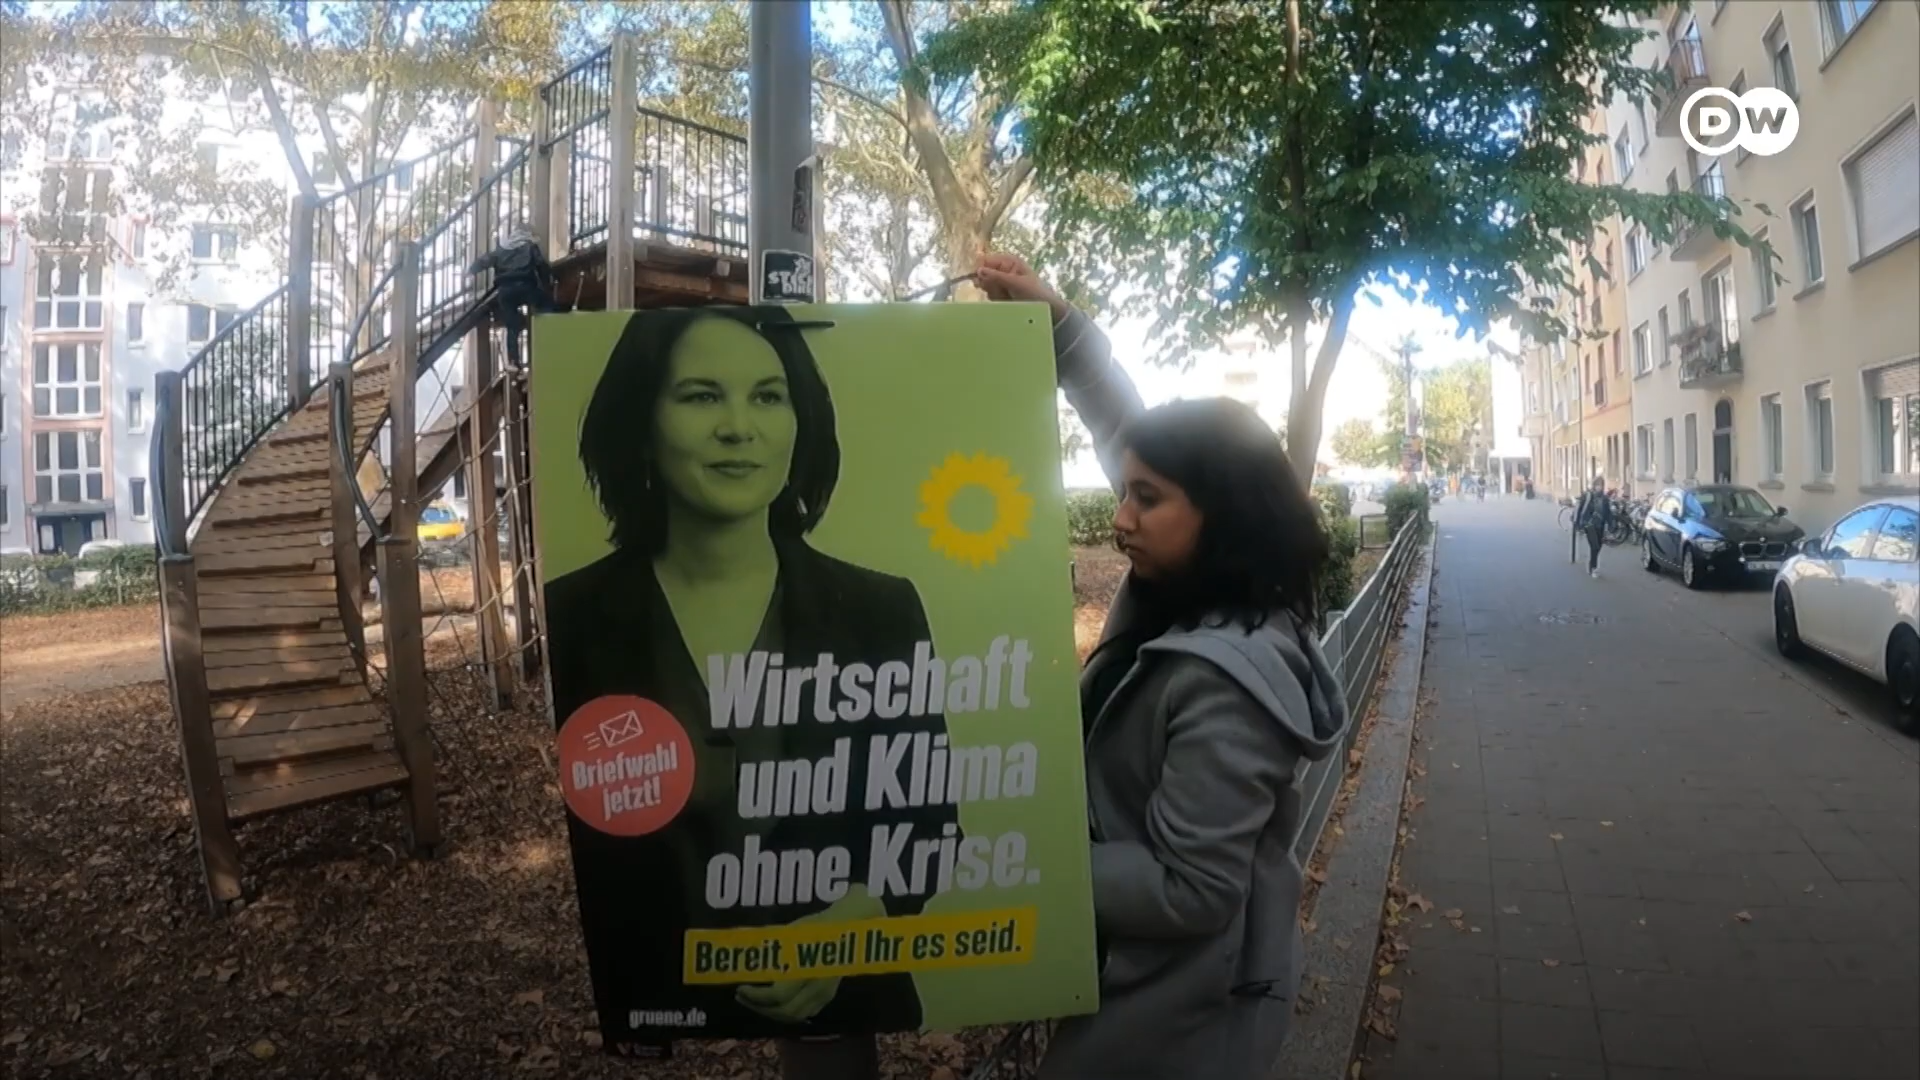 DW
Wirtschaft
und Klima
ohne Krise.
Briefwahl
jetzt!
Bereit, weil Ihr es seid.
gruene.de